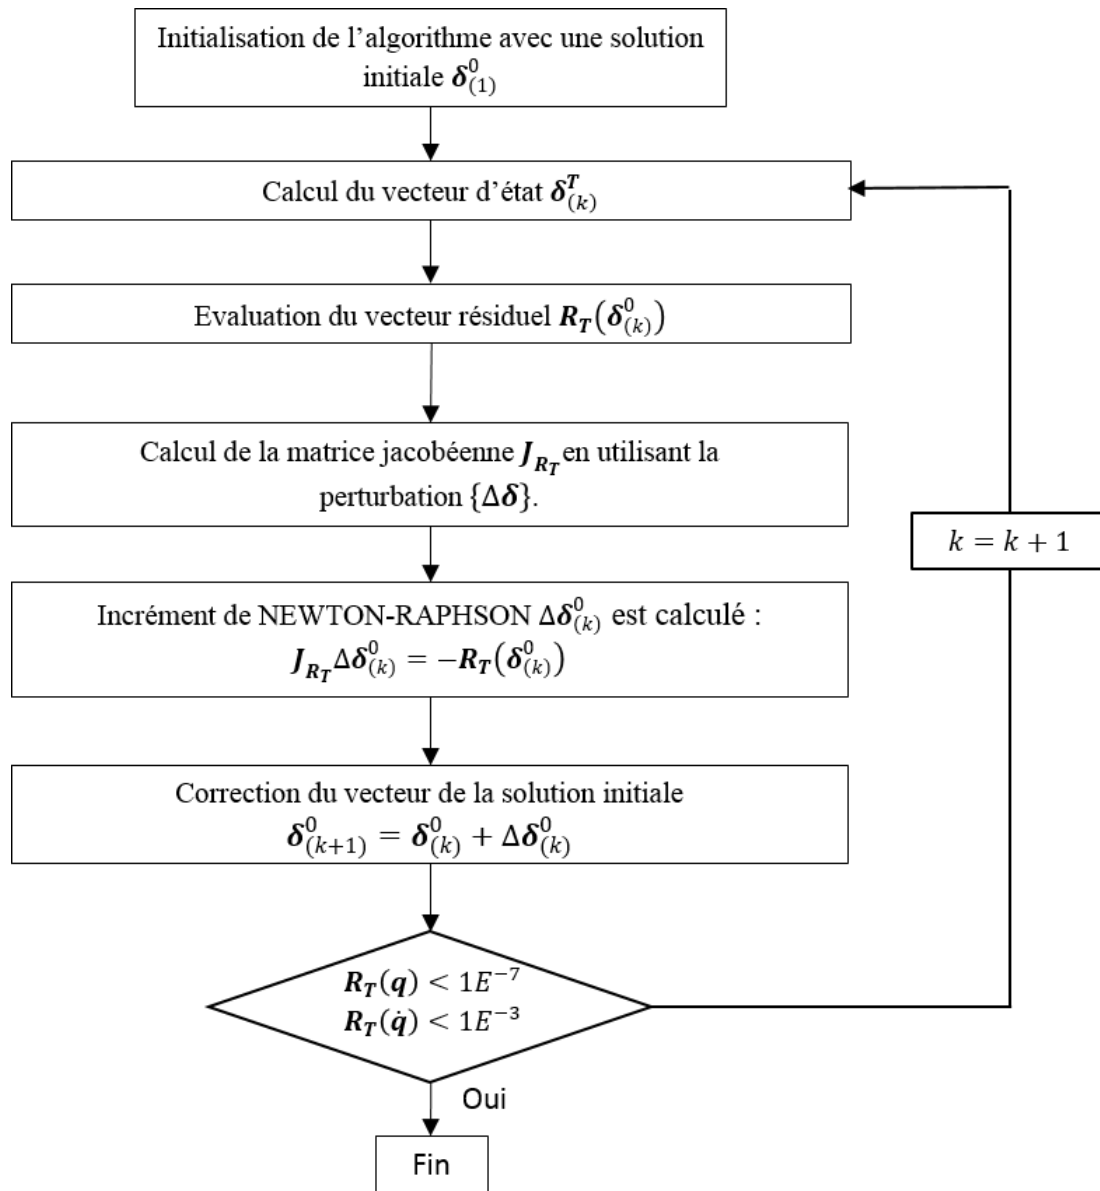 Initialisation de l’algorithme avec une solution
initiale δ⁰₍₁₎
Calcul du vecteur d’état δᵀ₍ₖ₎
Evaluation du vecteur résiduel R_T(δ⁰₍ₖ₎)
Calcul de la matrice jacobéenne J_{R_T} en utilisant la
perturbation {Δδ}.
k = k + 1
Incrément de NEWTON-RAPHSON Δδ⁰₍ₖ₎ est calculé :
J_{R_T}Δδ⁰₍ₖ₎ = −R_T(δ⁰₍ₖ₎)
Correction du vecteur de la solution initiale
δ⁰₍ₖ₊₁₎ = δ⁰₍ₖ₎ + Δδ⁰₍ₖ₎
R_T(q) < 1E⁻⁷
R_T(q̇) < 1E⁻³
Oui
Fin